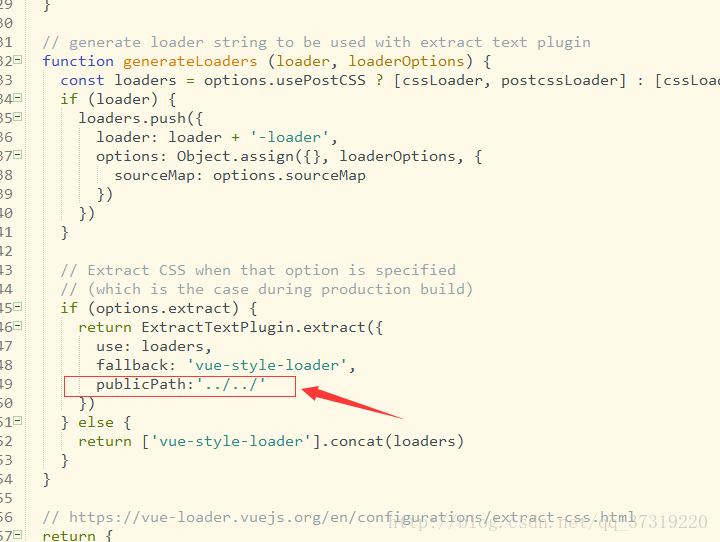 29 }
30
31 // generate loader string to be used with extract text plugin
32 function generateLoaders (loader, loaderOptions) {
33 const loaders = options.usePostCSS ? [cssLoader, postcssLoader] : [cssLoa
34 if (loader) {
35 loaders.push({
36 loader: loader + '-loader',
37 options: Object.assign({}, loaderOptions, {
38 sourceMap: options.sourceMap
39 })
40 })
41 }
42
43 // Extract CSS when that option is specified
44 // (which is the case during production build)
45 if (options.extract) {
46 return ExtractTextPlugin.extract({
47 use: loaders,
48 fallback: 'vue-style-loader',
49 publicPath:'../../'
50 })
51 } else {
52 return ['vue-style-loader'].concat(loaders)
53 }
54 }
55
56 // https://vue-loader.vuejs.org/en/configurations/extract-css.html
57 return {
http://blog.csdn.net/qq_37319220